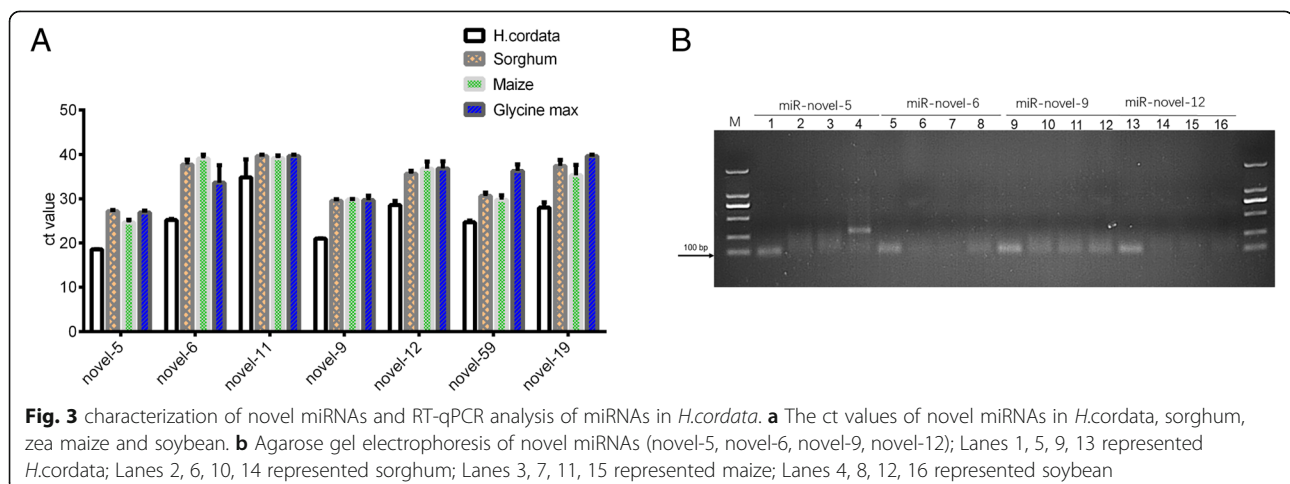 A
H.cordata
Sorghum
Maize
Glycine max
ct value
50
40
30
20
10
0
novel-5
novel-6
novel-11
novel-9
novel-12
novel-59
novel-19
B
miR-novel-5
miR-novel-6
miR-novel-9
miR-novel-12
M
1 2 3 4 5 6 7 8 9 10 11 12 13 14 15 16
100 bp
Fig. 3 characterization of novel miRNAs and RT-qPCR analysis of miRNAs in H.cordata. a The ct values of novel miRNAs in H.cordata, sorghum,
zea maize and soybean. b Agarose gel electrophoresis of novel miRNAs (novel-5, novel-6, novel-9, novel-12); Lanes 1, 5, 9, 13 represented
H.cordata; Lanes 2, 6, 10, 14 represented sorghum; Lanes 3, 7, 11, 15 represented maize; Lanes 4, 8, 12, 16 represented soybean